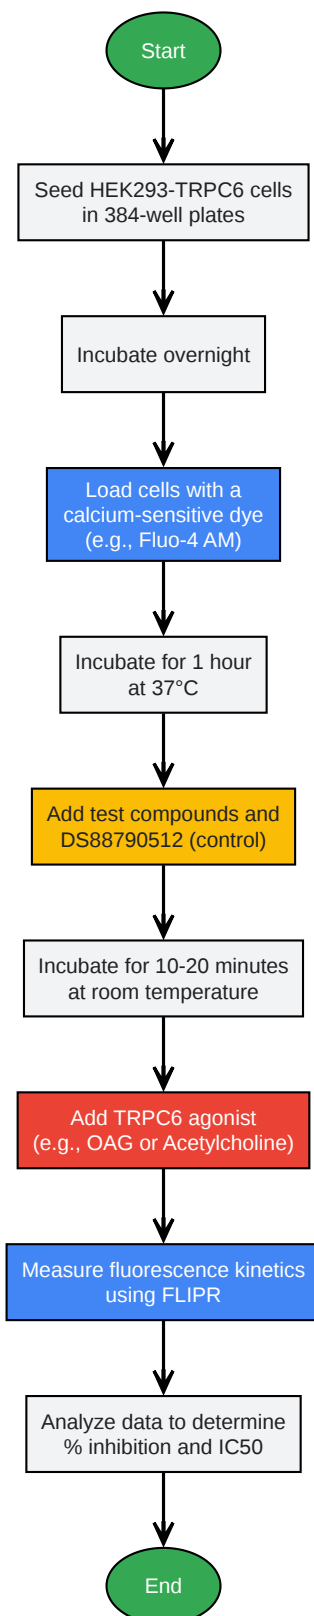 Start
Seed HEK293-TRPC6 cells
in 384-well plates
Incubate overnight
Load cells with a
calcium-sensitive dye
(e.g., Fluo-4 AM)
Incubate for 1 hour
at 37°C
Add test compounds and
DS88790512 (control)
Incubate for 10-20 minutes
at room temperature
Add TRPC6 agonist
(e.g., OAG or Acetylcholine)
Measure fluorescence kinetics
using FLIPR
Analyze data to determine
% inhibition and IC50
End